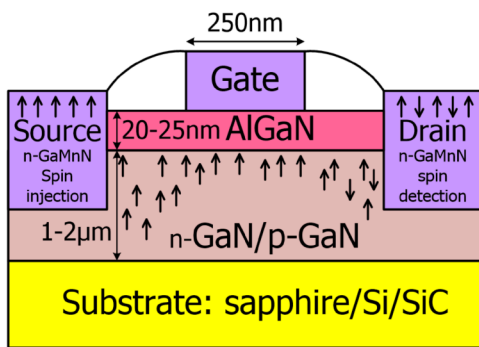 250nm
Gate
Source
n-GaMnN
Spin
injection
20-25nm AlGaN
Drain
n-GaMnN
spin
detection
1-2μm
n-GaN/p-GaN
Substrate: sapphire/Si/SiC